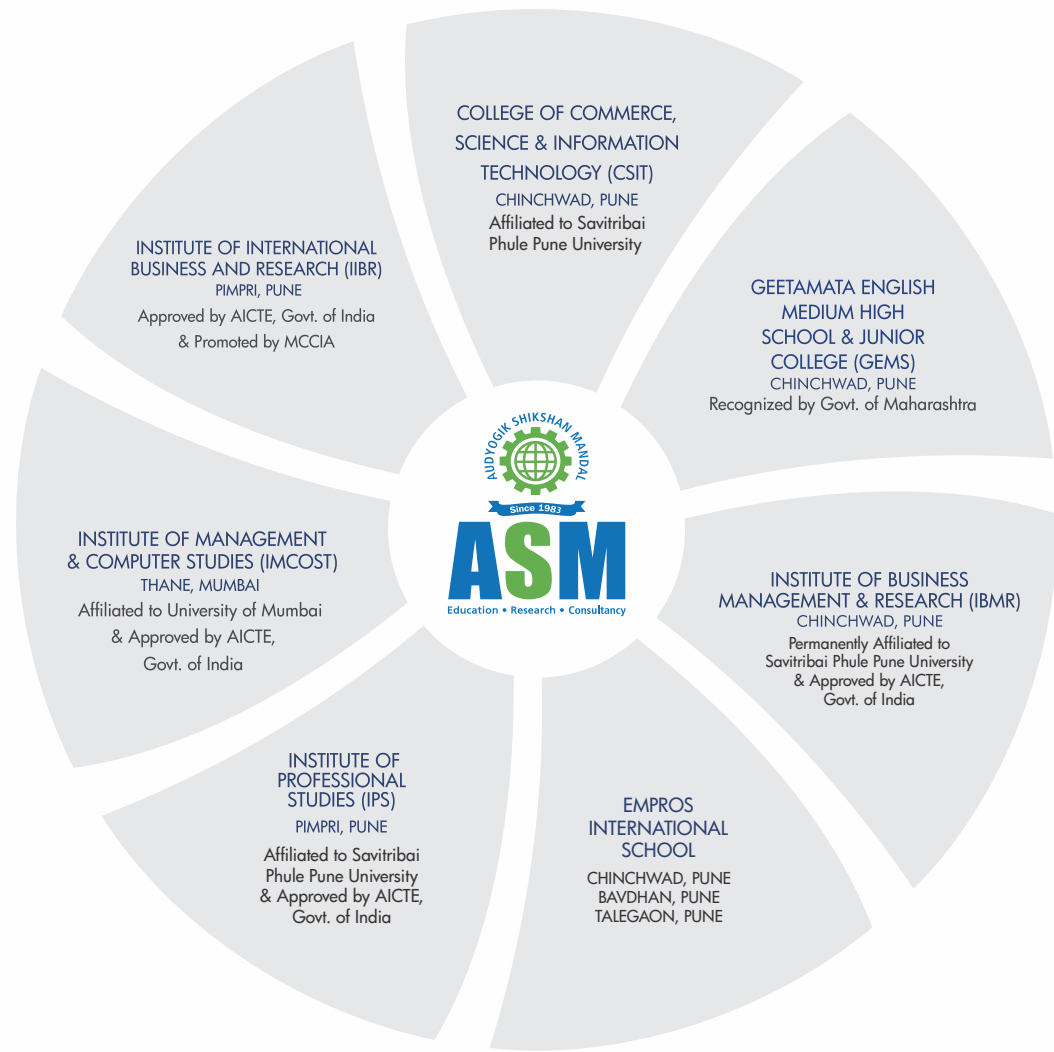 COLLEGE OF COMMERCE,
SCIENCE & INFORMATION
TECHNOLOGY (CSIT)
CHINCHWAD, PUNE
Affiliated to Savitribai
Phule Pune University
INSTITUTE OF INTERNATIONAL
BUSINESS AND RESEARCH (IIBR)
PIMPRI, PUNE
Approved by AICTE, Govt. of India
& Promoted by MCCIA
GEETAMATA ENGLISH
MEDIUM HIGH
SCHOOL & JUNIOR
COLLEGE (GEMS)
CHINCHWAD, PUNE
Recognized by Govt. of Maharashtra
AUDYOGIK SHIKSHAN MANDAL
Since 1983
ASM
Education • Research • Consultancy
INSTITUTE OF MANAGEMENT
& COMPUTER STUDIES (IMCOST)
THANE, MUMBAI
Affiliated to University of Mumbai
& Approved by AICTE,
Govt. of India
INSTITUTE OF BUSINESS
MANAGEMENT & RESEARCH (IBMR)
CHINCHWAD, PUNE
Permanently Affiliated to
Savitribai Phule Pune University
& Approved by AICTE,
Govt. of India
INSTITUTE OF
PROFESSIONAL
STUDIES (IPS)
PIMPRI, PUNE
Affiliated to Savitribai
Phule Pune University
& Approved by AICTE,
Govt. of India
EMPROS
INTERNATIONAL
SCHOOL
CHINCHWAD, PUNE
BAVDHAN, PUNE
TALEGAON, PUNE